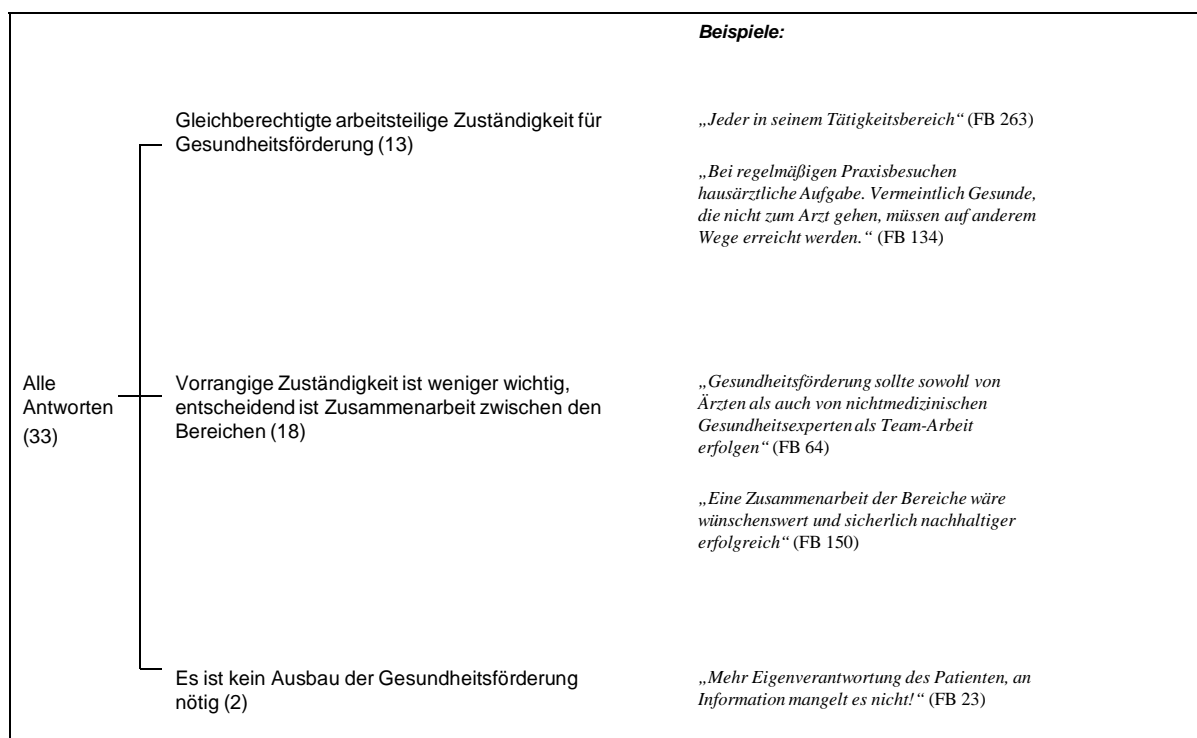 Beispiele:
Gleichberechtigte arbeitsteilige Zuständigkeit für
Gesundheitsförderung (13)
„Jeder in seinem Tätigkeitsbereich“ (FB 263)
„Bei regelmäßigen Praxisbesuchen
hausärztliche Aufgabe. Vermeintlich Gesunde,
die nicht zum Arzt gehen, müssen auf anderem
Wege erreicht werden.“ (FB 134)
Alle
Antworten
(33)
Vorrangige Zuständigkeit ist weniger wichtig,
entscheidend ist Zusammenarbeit zwischen den
Bereichen (18)
„Gesundheitsförderung sollte sowohl von
Ärzten als auch von nichtmedizinischen
Gesundheitsexperten als Team-Arbeit
erfolgen“ (FB 64)
„Eine Zusammenarbeit der Bereiche wäre
wünschenswert und sicherlich nachhaltiger
erfolgreich“ (FB 150)
Es ist kein Ausbau der Gesundheitsförderung
nötig (2)
„Mehr Eigenverantwortung des Patienten, an
Information mangelt es nicht!“ (FB 23)